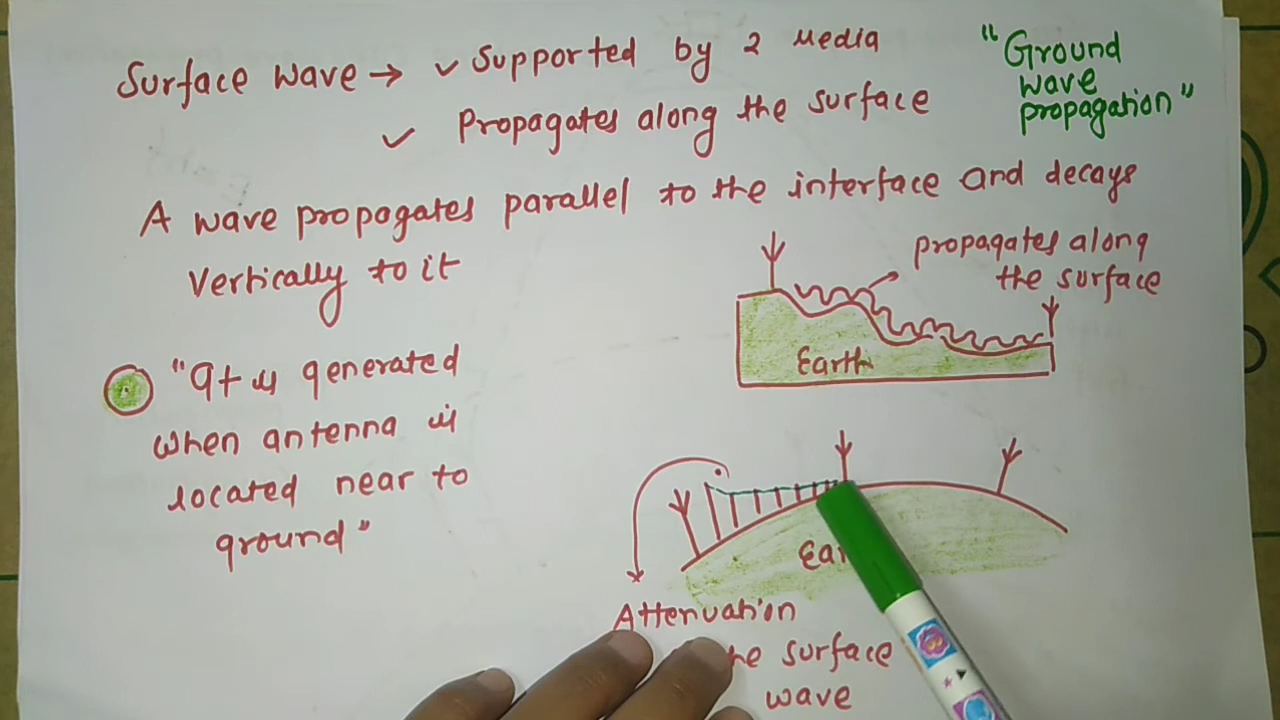 Surface wave → ✓ Supported by 2 Media
✓ Propagates along the surface
"Ground
wave
propagation"
A wave propagates parallel to the interface and decays
vertically to it
propagates along
the surface
Earth
"It is generated
when antenna is
located near to
ground"
Attenuation
surface
wave